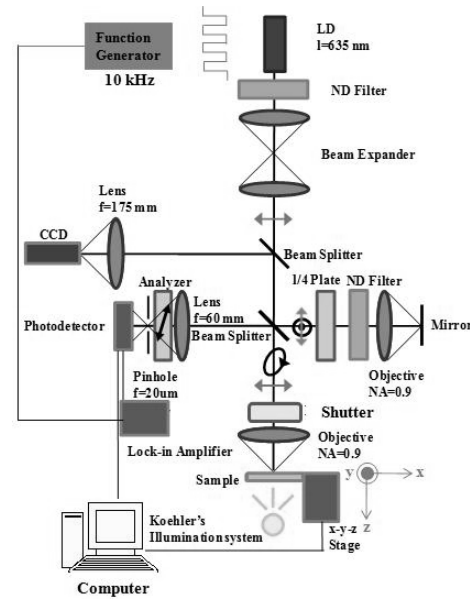 Function
Generator
10 kHz
LD
l=635 nm
ND Filter
Beam Expander
Lens
f=175 mm
CCD
Beam Splitter
1/4 Plate
ND Filter
Analyzer
Lens
f=60 mm
Beam Splitter
Photodetector
Mirror
Pinhole
f=20um
Objective
NA=0.9
Shutter
Lock-in Amplifier
Objective
NA=0.9
Sample
y
x
z
Koehler's
Illumination system
x-y-z
Stage
Computer